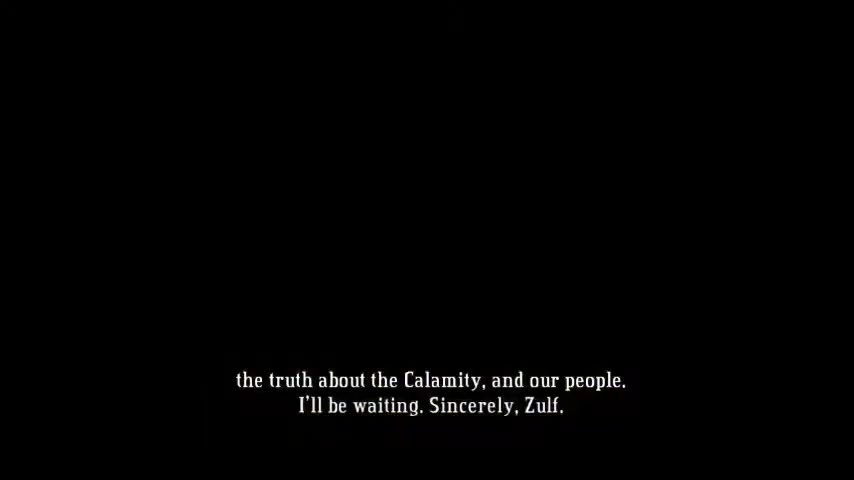 the truth about the Calamity, and our people.
I'll be waiting. Sincerely, Zulf.